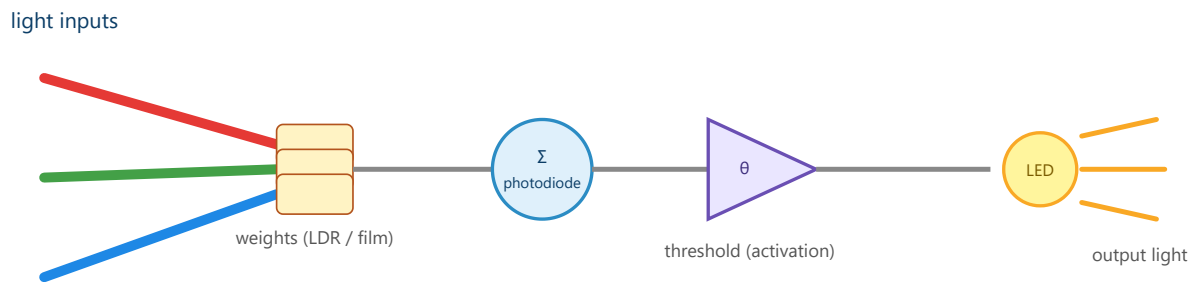 light inputs
Σ
photodiode
θ
LED
weights (LDR / film)
threshold (activation)
output light